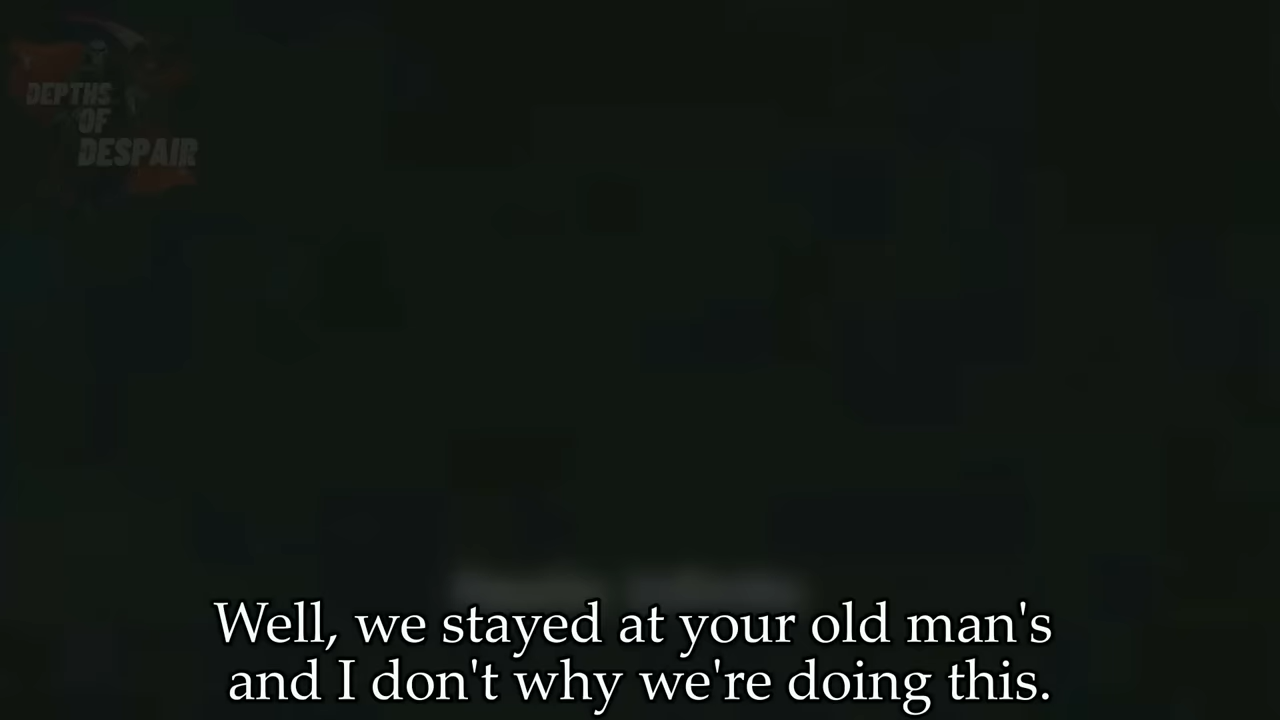 DEPTHS
OF
DESPAIR
Well, we stayed at your old man's
and I don't why we're doing this.